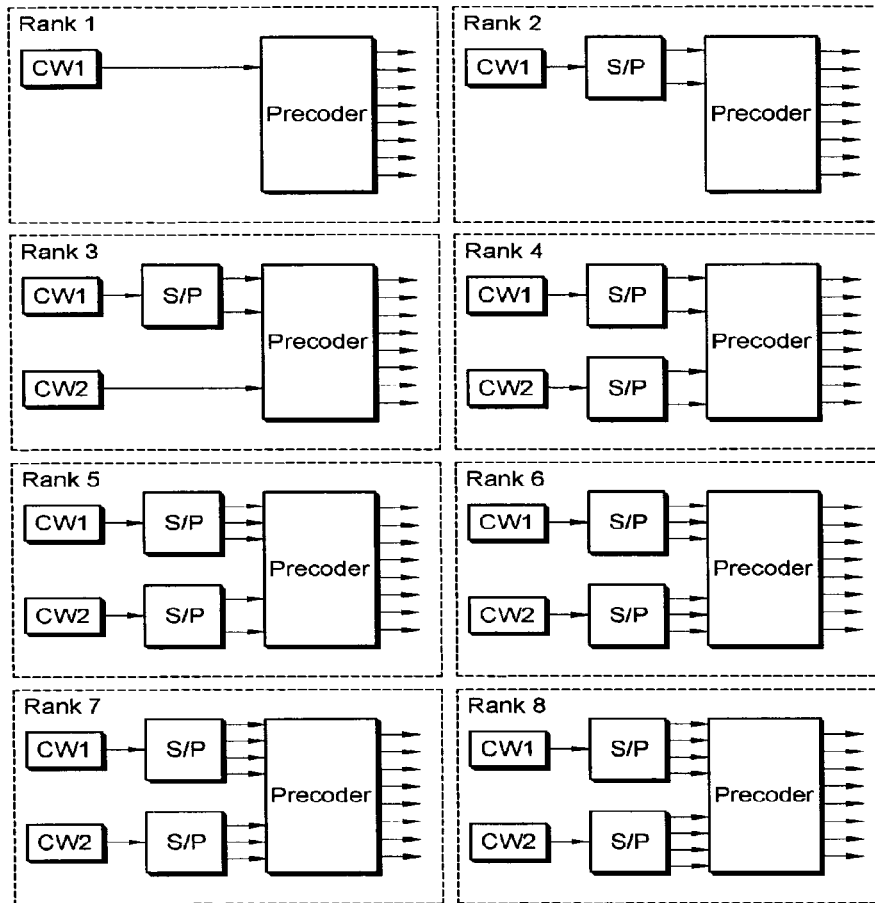 Rank 1
CW1
Precoder
Rank 2
CW1
S/P
Precoder
Rank 3
CW1
S/P
Precoder
CW2
Rank 4
CW1
S/P
Precoder
CW2
S/P
Rank 5
CW1
S/P
Precoder
CW2
S/P
Rank 6
CW1
S/P
Precoder
CW2
S/P
Rank 7
CW1
S/P
Precoder
CW2
S/P
Rank 8
CW1
S/P
Precoder
CW2
S/P